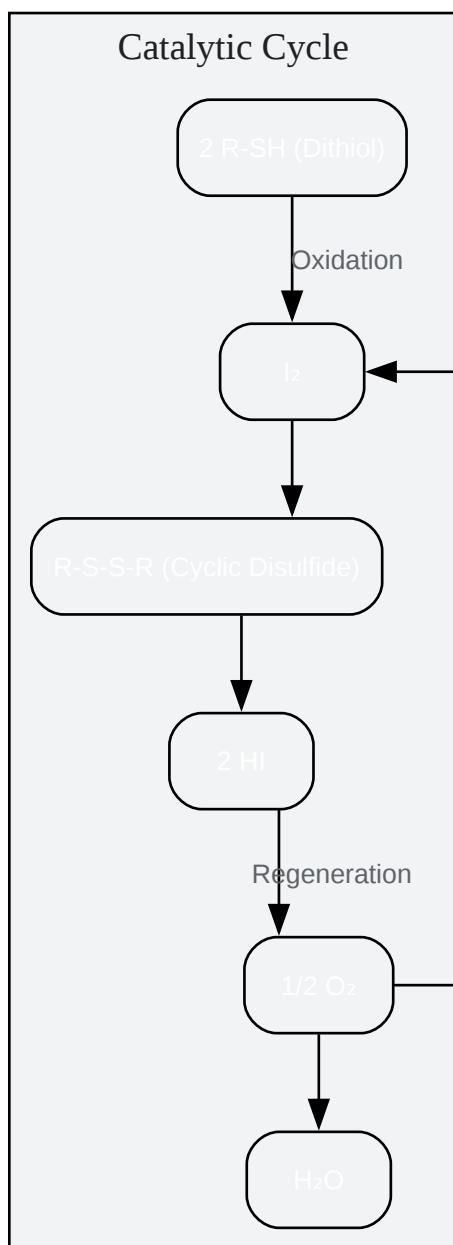 Catalytic Cycle
2 R-SH (Dithiol)
Oxidation
I₂
R-S-S-R (Cyclic Disulfide)
2 HI
Regeneration
1/2 O₂
H₂O